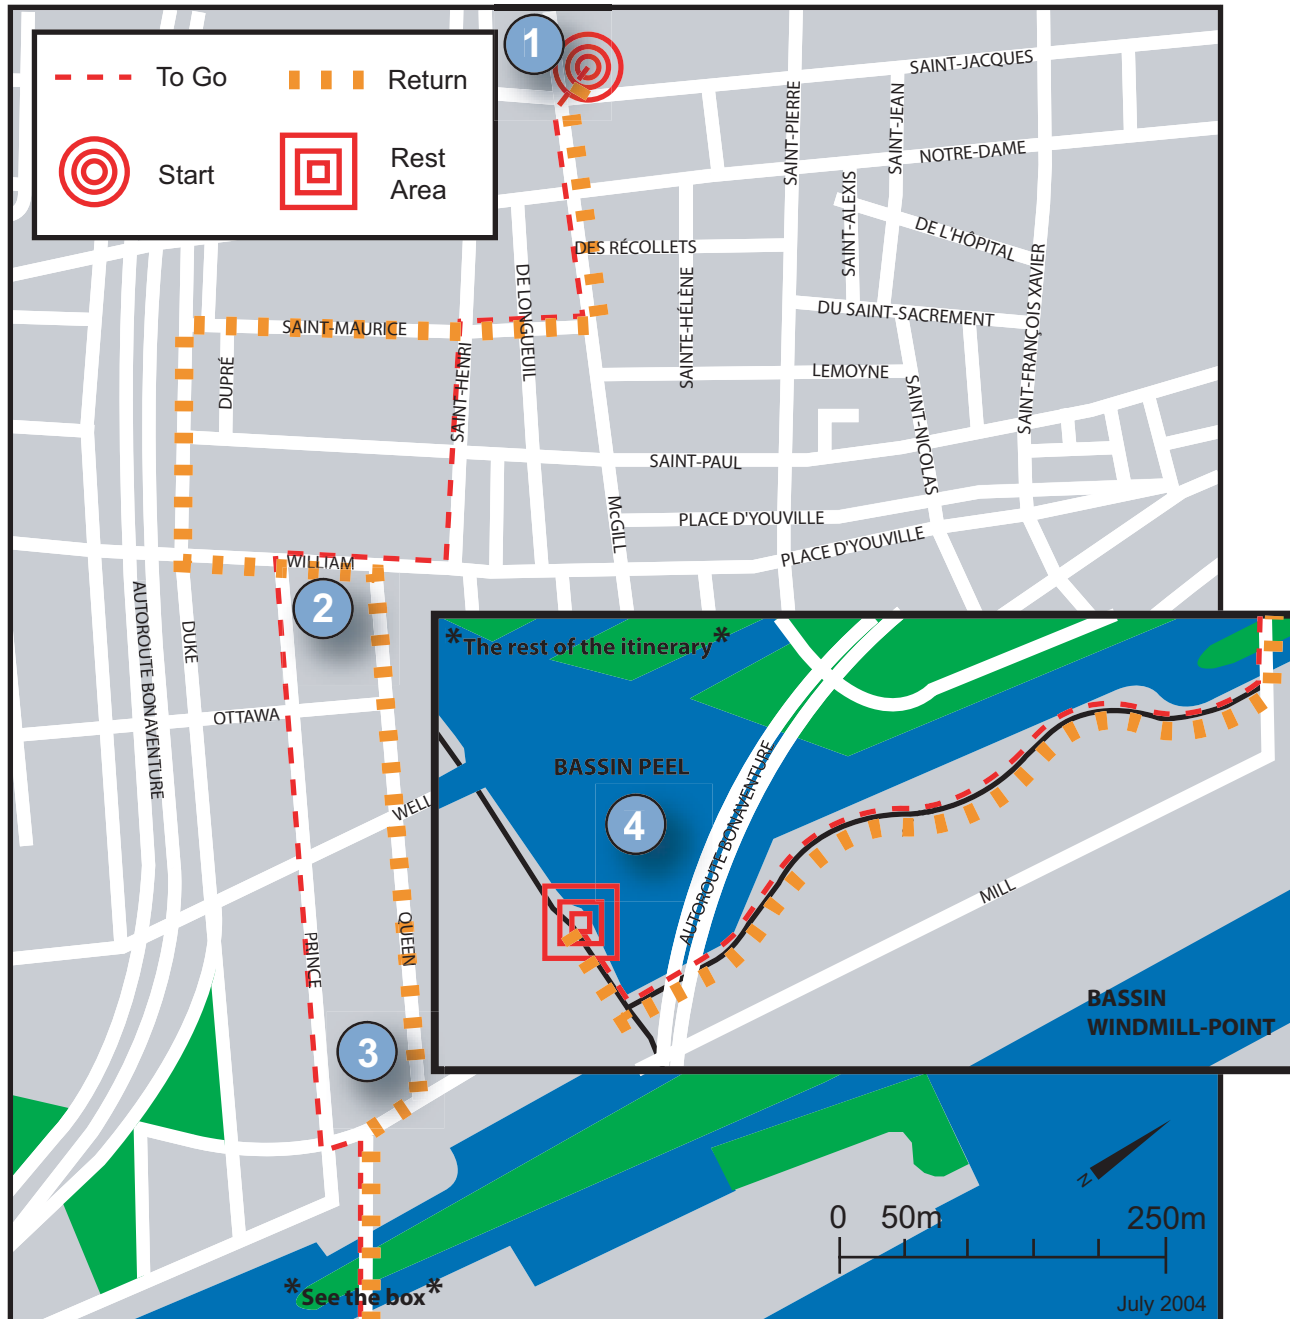 1
To Go
Return
Start
Rest
Area
SAINT-JACQUES
SAINT-PIERRE
SAINT-JEAN
NOTRE-DAME
SAINT-ALEXIS
DE L'HÔPITAL
DES RÉCOLLETS
SAINTE-HÉLÈNE
SAINT-FRANÇOIS XAVIER
DE LONGUEUIL
DU SAINT-SACREMENT
SAINT-MAURICE
DUPRÉ
SAINT-HENRI
LEMOYNE
SAINT-NICOLAS
SAINT-PAUL
McGILL
PLACE D'YOUVILLE
PLACE D'YOUVILLE
WILLIAM
2
AUTOROUTE BONAVENTURE
DUKE
OTTAWA
WELL
PRINCE
QUEEN
3
*The rest of the itinerary*
BASSIN PEEL
4
AUTOROUTE BONAVENTURE
MILL
BASSIN
WINDMILL-POINT
N
0 50m 250m
*See the box*
July 2004